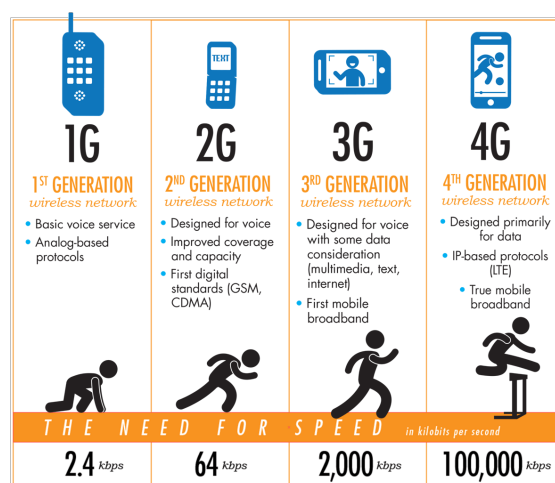 TEXT
1G
1ST GENERATION
wireless network
• Basic voice service
• Analog-based
protocols
2G
2ND GENERATION
wireless network
• Designed for voice
• Improved coverage
and capacity
• First digital
standards (GSM,
CDMA)
3G
3RD GENERATION
wireless network
• Designed for voice
with some data
consideration
(multimedia, text,
internet)
• First mobile
broadband
4G
4TH GENERATION
wireless network
• Designed primarily
for data
• IP-based protocols
(LTE)
• True mobile
broadband
THE NEED FOR SPEED in kilobits per second
2.4 kbps
64 kbps
2,000 kbps
100,000 kbps